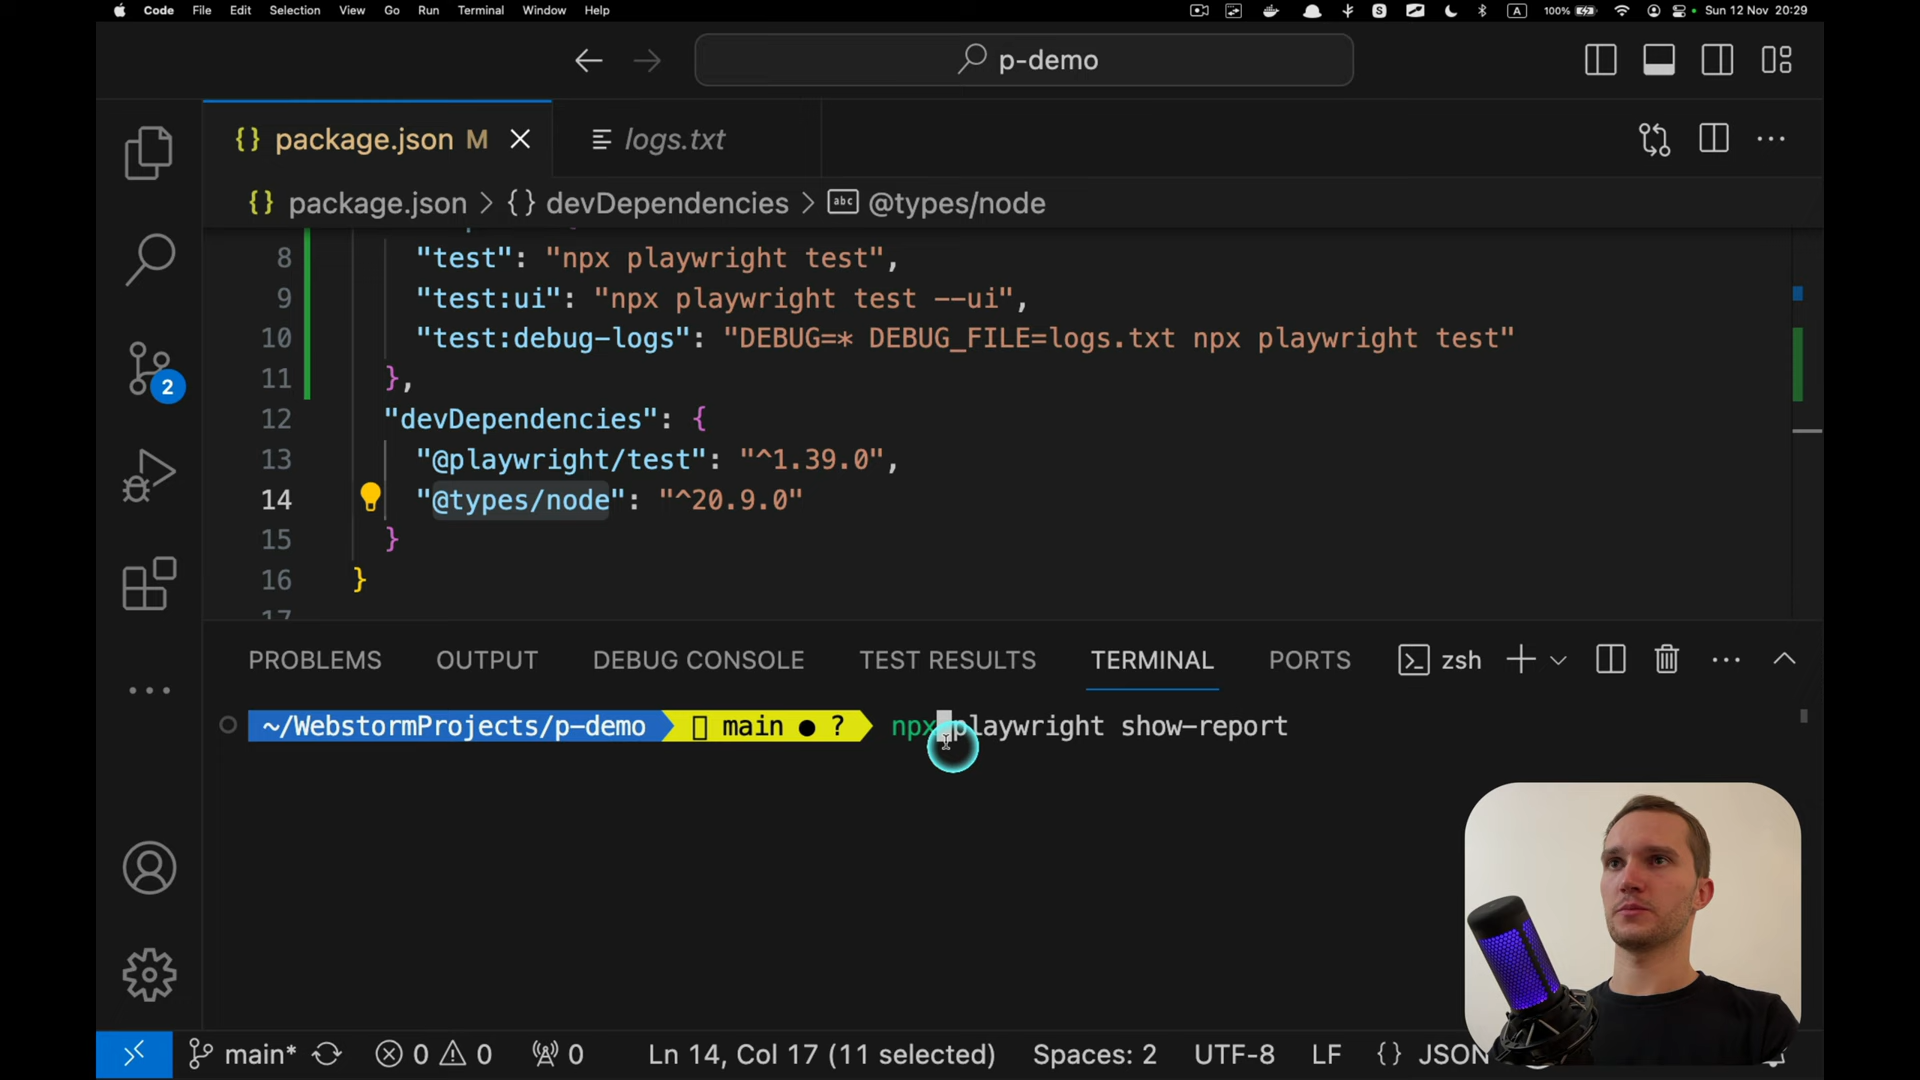 Code File Edit Selection View Go Run Terminal Window Help
A 100% Sun 12 Nov 20:29
p-demo
{} package.json M
logs.txt
{} package.json > {} devDependencies > abc @types/node
8 "test": "npx playwright test",
9 "test:ui": "npx playwright test --ui",
10 "test:debug-logs": "DEBUG=* DEBUG_FILE=logs.txt npx playwright test"
11 },
12 "devDependencies": {
13 "@playwright/test": "^1.39.0",
14 "@types/node": "^20.9.0"
15 }
16 }
17
2
PROBLEMS OUTPUT DEBUG CONSOLE TEST RESULTS TERMINAL PORTS zsh
~/WebstormProjects/p-demo main ● ? npx playwright show-report
main* 0 0 0 Ln 14, Col 17 (11 selected) Spaces: 2 UTF-8 LF {} JSON